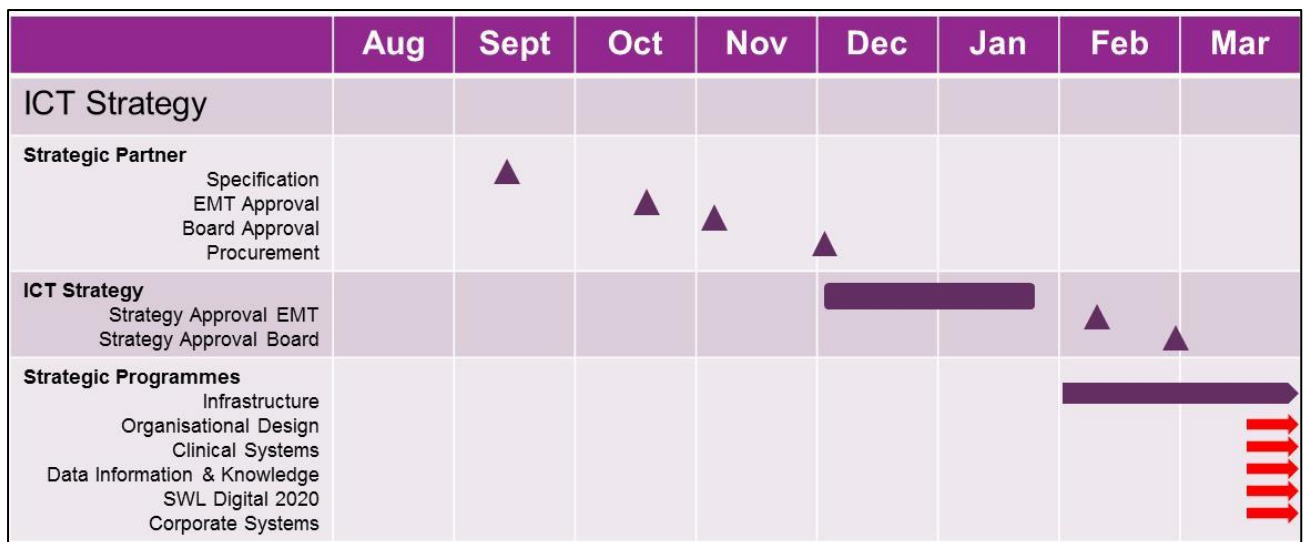 Aug Sept Oct Nov Dec Jan Feb Mar
ICT Strategy
Strategic Partner
Specification
EMT Approval
Board Approval
Procurement
ICT Strategy
Strategy Approval EMT
Strategy Approval Board
Strategic Programmes
Infrastructure
Organisational Design
Clinical Systems
Data Information & Knowledge
SWL Digital 2020
Corporate Systems